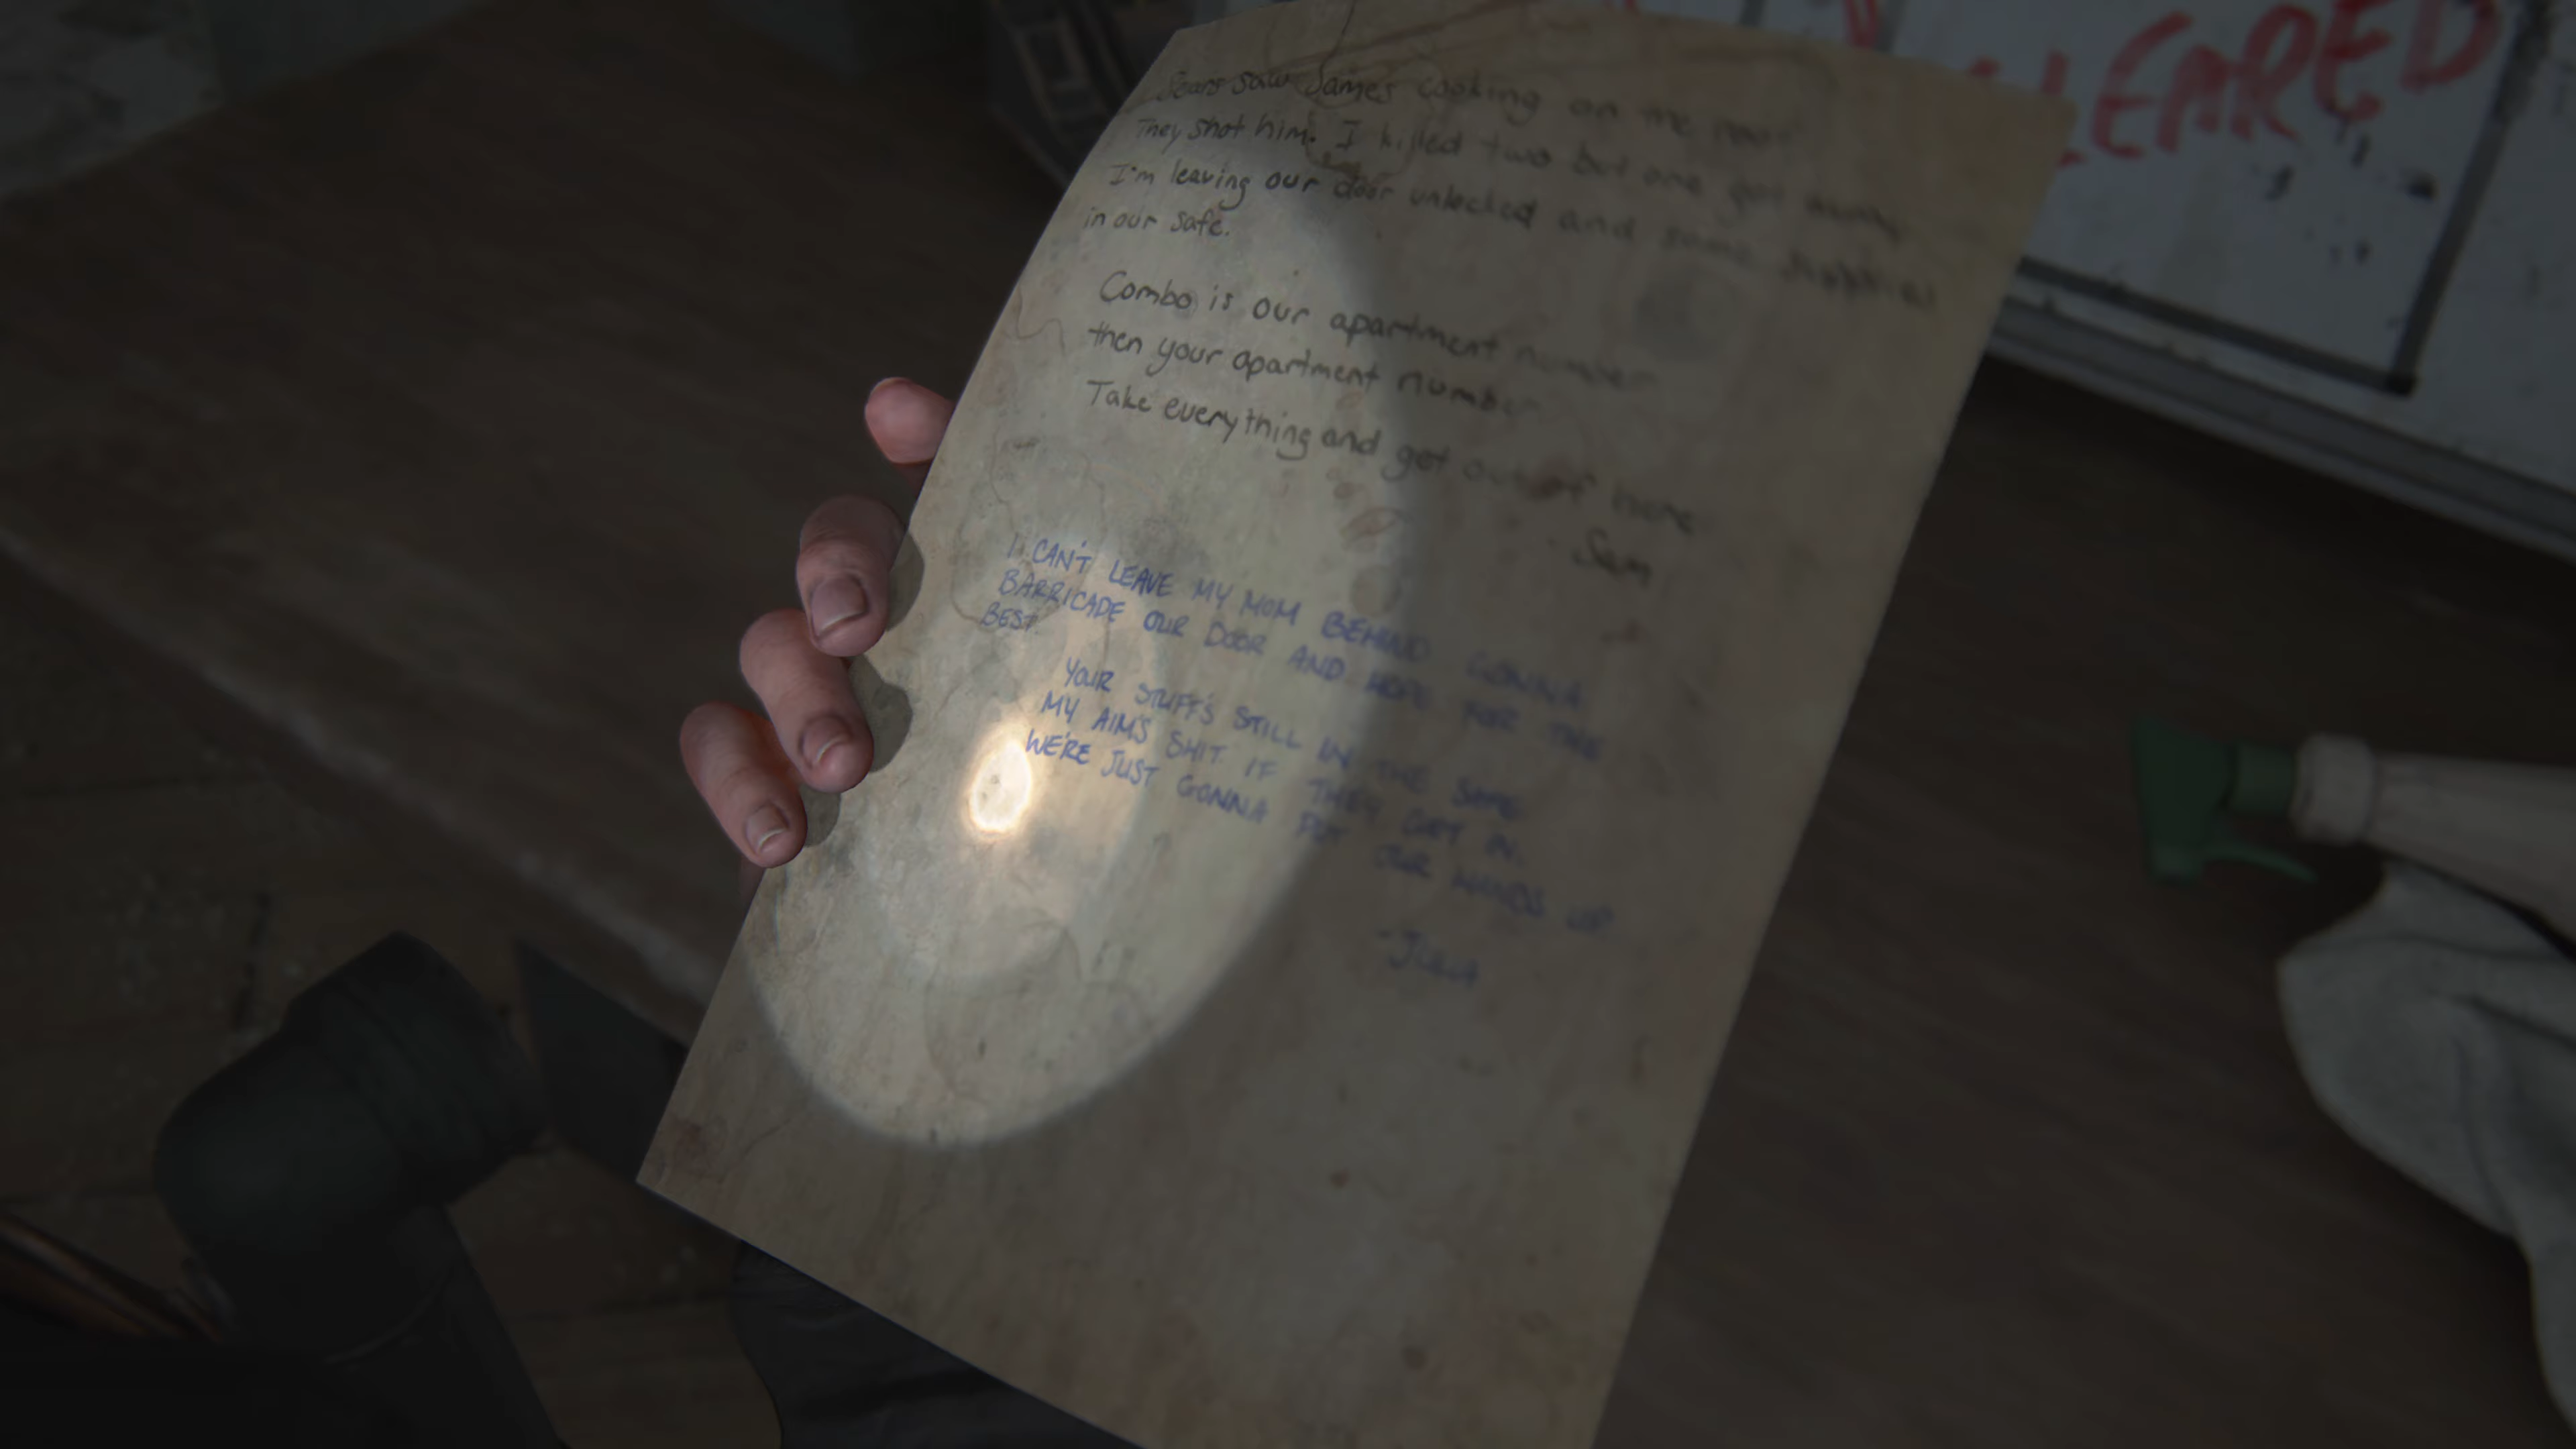 CLEARED
Scars saw James cooking on the roof
They shot him. I killed two but one got away
I'm leaving our door unlocked and some supplies
in our safe.
Combo is our apartment number
then your apartment number
Take everything and get out of here
- Sam
I CAN'T LEAVE MY MOM BEHIND GONNA
BARRICADE OUR DOOR AND HOPE FOR THE
BEST.
YOUR STUFF'S STILL IN THE SAFE
MY AIM'S SHIT. IF THEY GET IN,
WE'RE JUST GONNA PUT OUR HANDS UP.
-JULIA